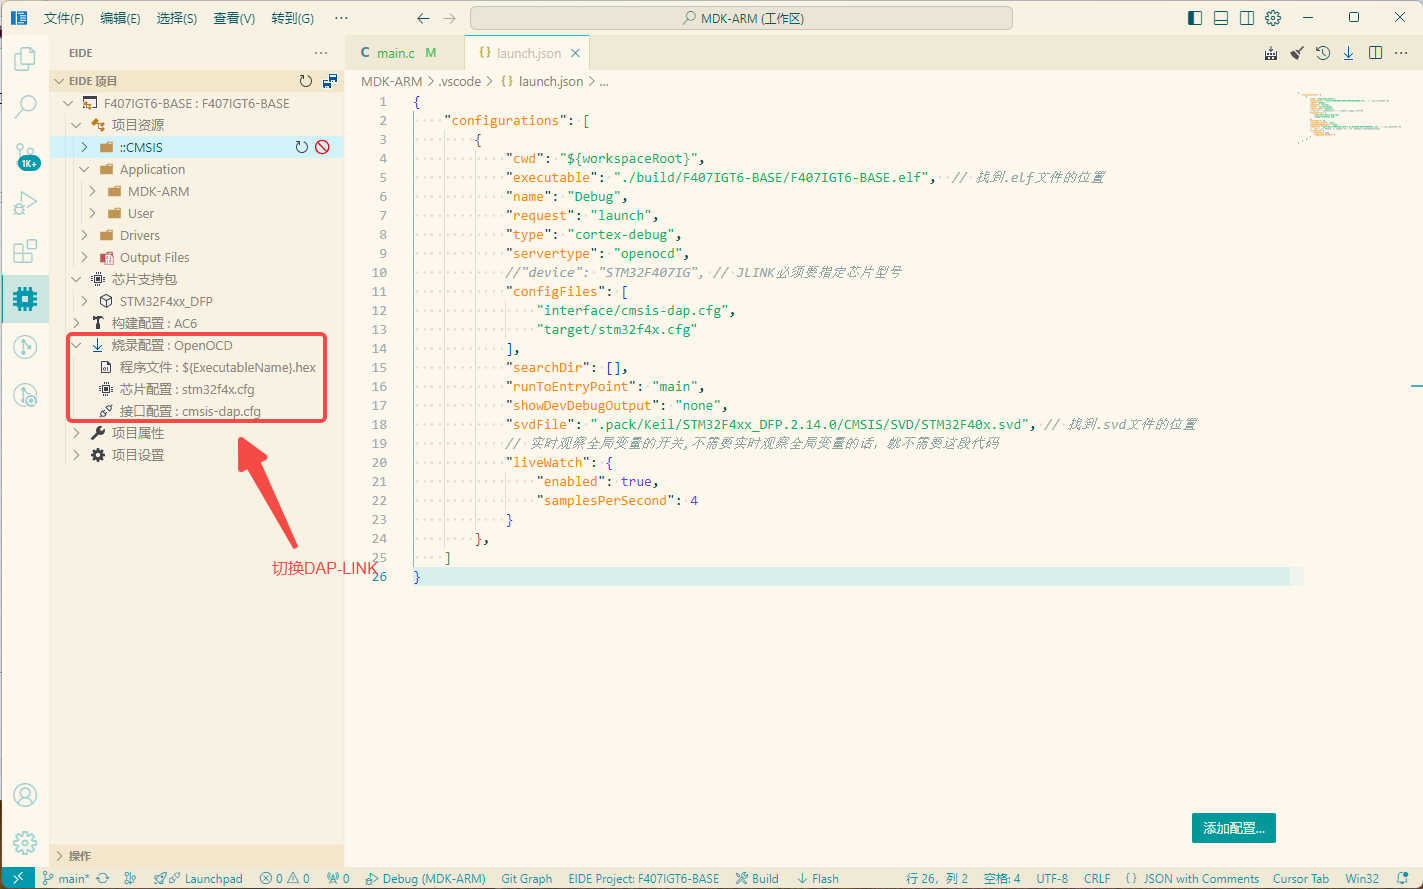 文件(F) 编辑(E) 选择(S) 查看(V) 转到(G) ···
MDK-ARM (工作区)
EIDE
EIDE 项目
F407IGT6-BASE : F407IGT6-BASE
项目资源
::CMSIS
Application
MDK-ARM
User
Drivers
Output Files
芯片支持包
STM32F4xx_DFP
构建配置 : AC6
烧录配置 : OpenOCD
程序文件 : ${ExecutableName}.hex
芯片配置 : stm32f4x.cfg
接口配置 : cmsis-dap.cfg
项目属性
项目设置
1K+
切换DAP-LINK
操作
main.c M
launch.json
MDK-ARM > .vscode > {} launch.json > ...
1 {
2 "configurations": [
3 {
4 "cwd": "${workspaceRoot}",
5 "executable": "./build/F407IGT6-BASE/F407IGT6-BASE.elf", // 找到.elf文件的位置
6 "name": "Debug",
7 "request": "launch",
8 "type": "cortex-debug",
9 "servertype": "openocd",
10 //"device": "STM32F407IG", // JLINK必须要指定芯片型号
11 "configFiles": [
12 "interface/cmsis-dap.cfg",
13 "target/stm32f4x.cfg"
14 ],
15 "searchDir": [],
16 "runToEntryPoint": "main",
17 "showDevDebugOutput": "none",
18 "svdFile": ".pack/Keil/STM32F4xx_DFP.2.14.0/CMSIS/SVD/STM32F40x.svd", // 找到.svd文件的位置
19 // 实时观察全局变量的开关,不需要实时观察全局变量的话，就不需要这段代码
20 "liveWatch": {
21 "enabled": true,
22 "samplesPerSecond": 4
23 }
24 },
25 ]
26 }
添加配置...
main* Launchpad 0 0 0 Debug (MDK-ARM) Git Graph EIDE Project: F407IGT6-BASE Build Flash 行 26，列 2 空格: 4 UTF-8 CRLF {} JSON with Comments Cursor Tab Win32